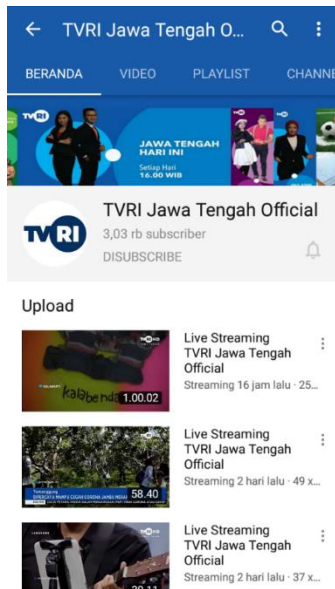 TVRI Jawa Tengah O...
BERANDA VIDEO PLAYLIST CHANNE
TVRI
JAWA TENGAH
HARI INI
Setiap Hari
16.00 WIB
TVRI
TVRI Jawa Tengah Official
3,03 rb subscriber
DISUBSCRIBE
Upload
kalabenda
1.00.02
Live Streaming
TVRI Jawa Tengah
Official
Streaming 16 jam lalu · 25...
Temanggung
58.40
Live Streaming
TVRI Jawa Tengah
Official
Streaming 2 hari lalu · 49 x...
Live Streaming
TVRI Jawa Tengah
Official
Streaming 2 hari lalu · 37 x...